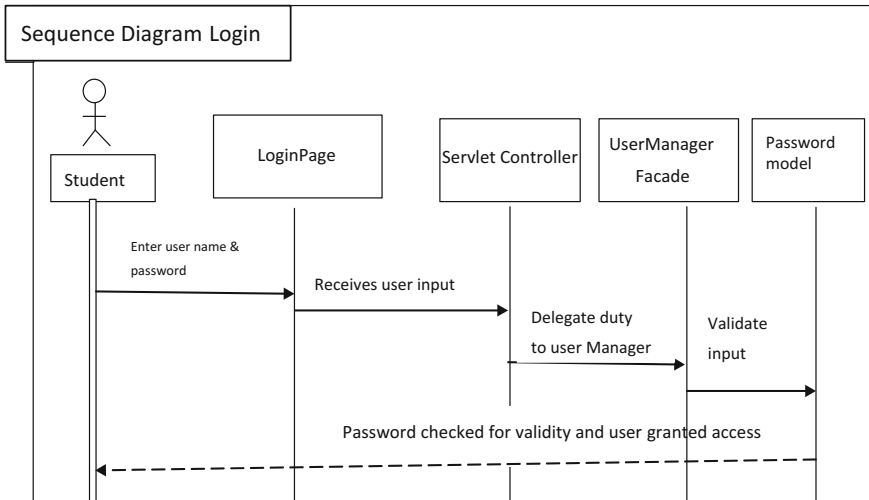 Sequence Diagram Login
Student
LoginPage
Servlet Controller
UserManager
Facade
Password
model
Enter user name &
password
Receives user input
Delegate duty
to user Manager
Validate
input
Password checked for validity and user granted access